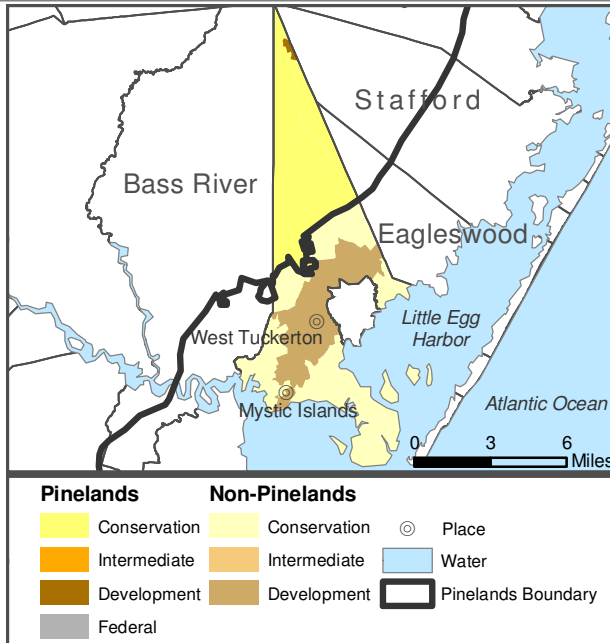 Stafford
Bass River
Eagleswood
West Tuckerton
Little Egg
Harbor
Mystic Islands
Atlantic Ocean
0 3 6
Miles
Pinelands Non-Pinelands
Conservation Conservation Place
Intermediate Intermediate Water
Development Development Pinelands Boundary
Federal